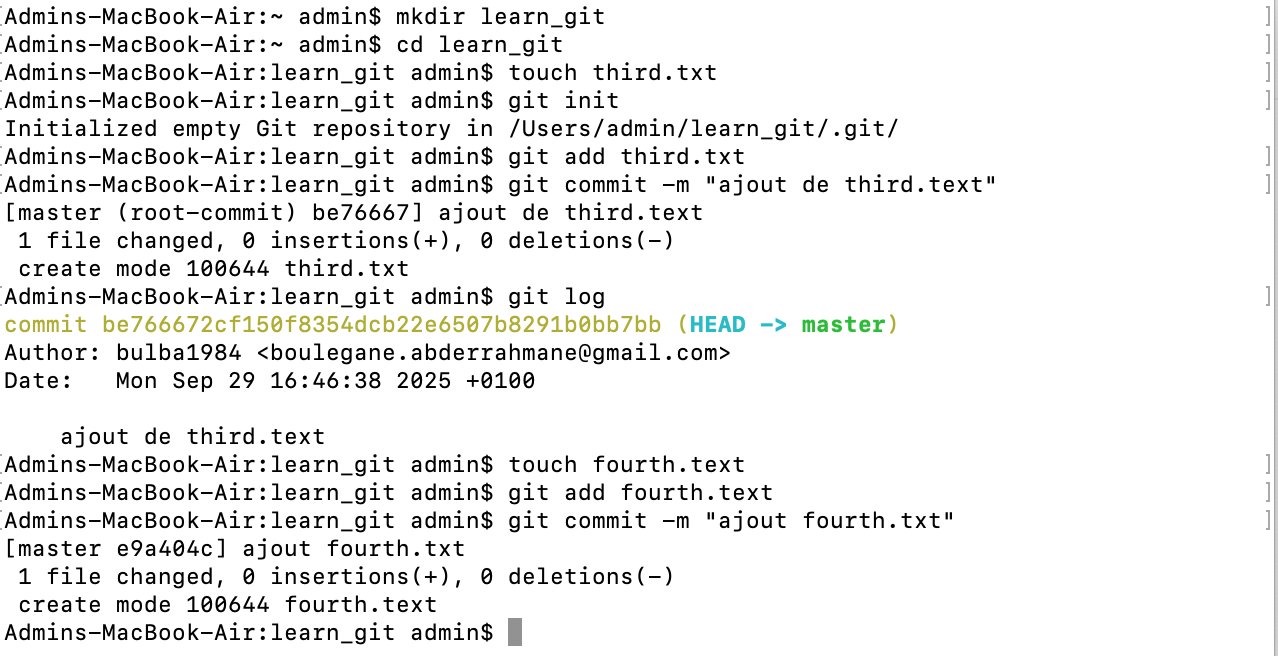 [Admins-MacBook-Air:~ admin$ mkdir learn_git ]
[Admins-MacBook-Air:~ admin$ cd learn_git ]
[Admins-MacBook-Air:learn_git admin$ touch third.txt ]
[Admins-MacBook-Air:learn_git admin$ git init ]
Initialized empty Git repository in /Users/admin/learn_git/.git/
[Admins-MacBook-Air:learn_git admin$ git add third.txt ]
[Admins-MacBook-Air:learn_git admin$ git commit -m "ajout de third.text" ]
[master (root-commit) be76667] ajout de third.text
 1 file changed, 0 insertions(+), 0 deletions(-)
 create mode 100644 third.txt
[Admins-MacBook-Air:learn_git admin$ git log ]
commit be766672cf150f8354dcb22e6507b8291b0bb7bb (HEAD -> master)
Author: bulba1984 <boulegane.abderrahmane@gmail.com>
Date:   Mon Sep 29 16:46:38 2025 +0100

    ajout de third.text
[Admins-MacBook-Air:learn_git admin$ touch fourth.text ]
[Admins-MacBook-Air:learn_git admin$ git add fourth.text ]
[Admins-MacBook-Air:learn_git admin$ git commit -m "ajout fourth.txt" ]
[master e9a404c] ajout fourth.txt
 1 file changed, 0 insertions(+), 0 deletions(-)
 create mode 100644 fourth.text
Admins-MacBook-Air:learn_git admin$